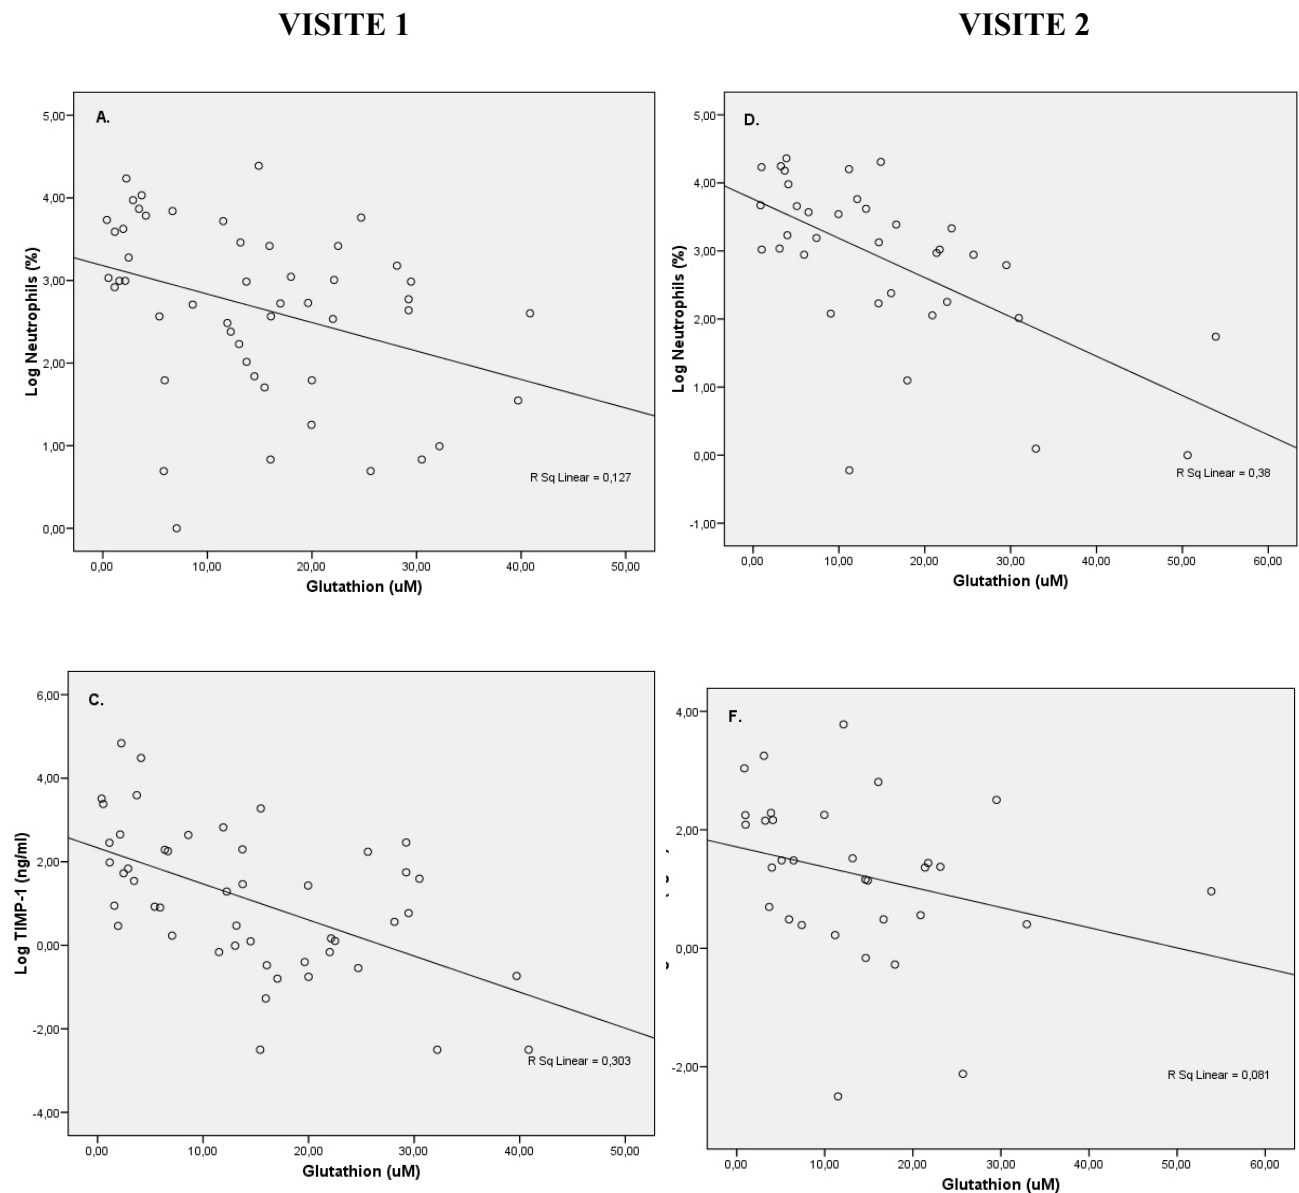 VISITE 1
VISITE 2
A.
5,00
4,00
3,00
2,00
1,00
0,00
Log Neutrophils (%)
R Sq Linear = 0,127
0,00 10,00 20,00 30,00 40,00 50,00
Glutathion (uM)
D.
5,00
4,00
3,00
2,00
1,00
0,00
-1,00
Log Neutrophils (%)
R Sq Linear = 0,38
0,00 10,00 20,00 30,00 40,00 50,00 60,00
Glutathion (uM)
C.
6,00
4,00
2,00
0,00
-2,00
-4,00
Log TIMP-1 (ng/ml)
R Sq Linear = 0,303
0,00 10,00 20,00 30,00 40,00 50,00
Glutathion (uM)
F.
4,00
2,00
0,00
-2,00
R Sq Linear = 0,081
0,00 10,00 20,00 30,00 40,00 50,00 60,00
Glutathion (uM)